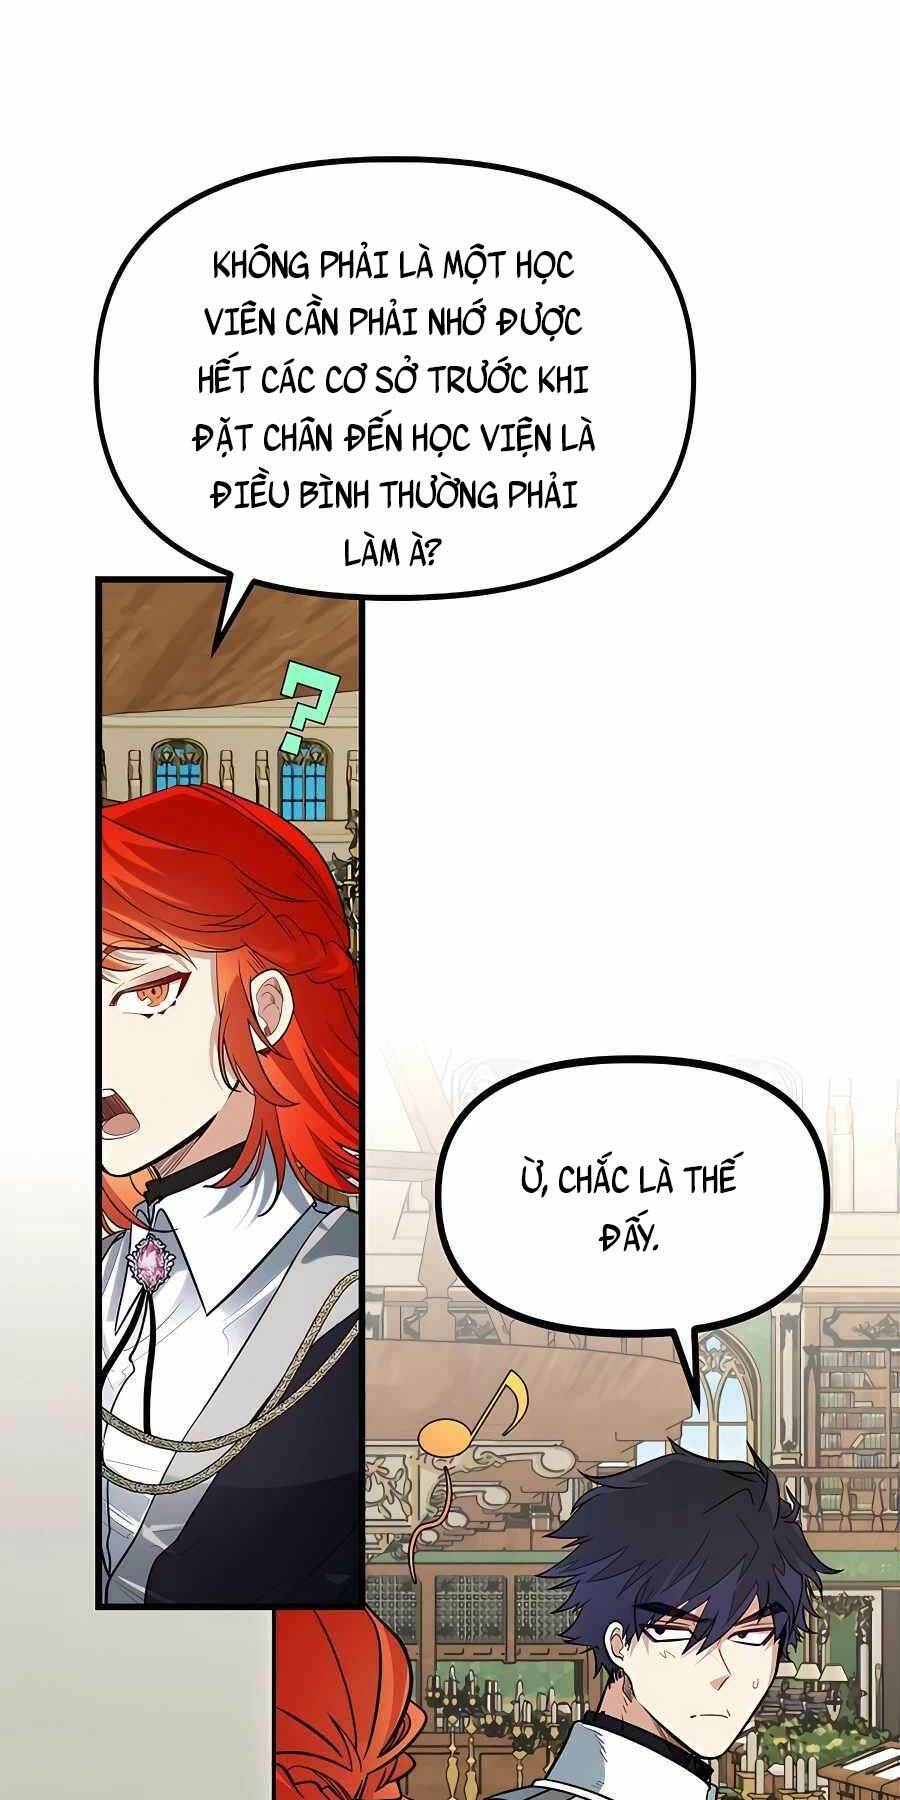 KHÔNG PHẢI LÀ MỘT HỌC
VIÊN CẦN PHẢI NHỚ ĐƯỢC
HẾT CÁC CƠ SỞ TRƯỚC KHI
ĐẶT CHÂN ĐẾN HỌC VIỆN LÀ
ĐIỀU BÌNH THƯỜNG PHẢI
LÀM À?
?
Ừ, CHẮC LÀ THẾ
ĐẤY.